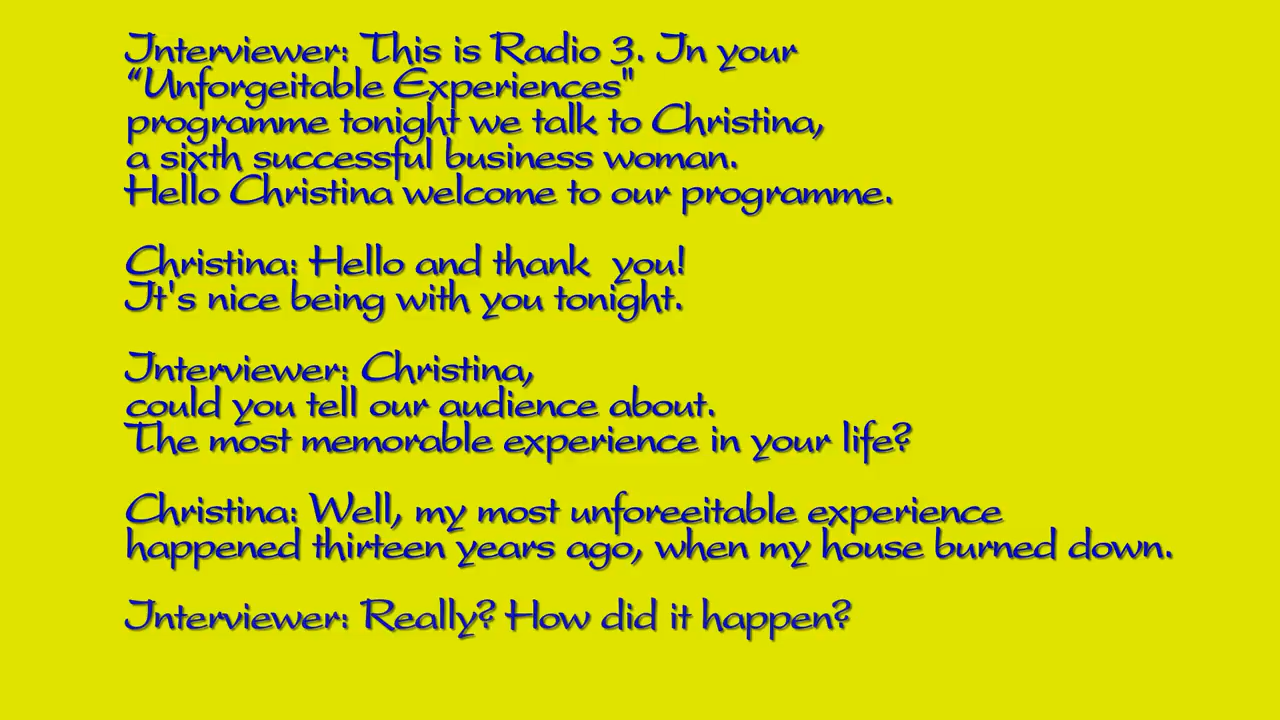 Interviewer: This is Radio 3. In your
“Unforgeitable Experiences"
programme tonight we talk to Christina,
a sixth successful business woman.
Hello Christina welcome to our programme.
Christina: Hello and thank  you!
It's nice being with you tonight.
Interviewer: Christina,
could you tell our audience about.
The most memorable experience in your life?
Christina: Well, my most unforeeitable experience
happened thirteen years ago, when my house burned down.
Interviewer: Really? How did it happen?